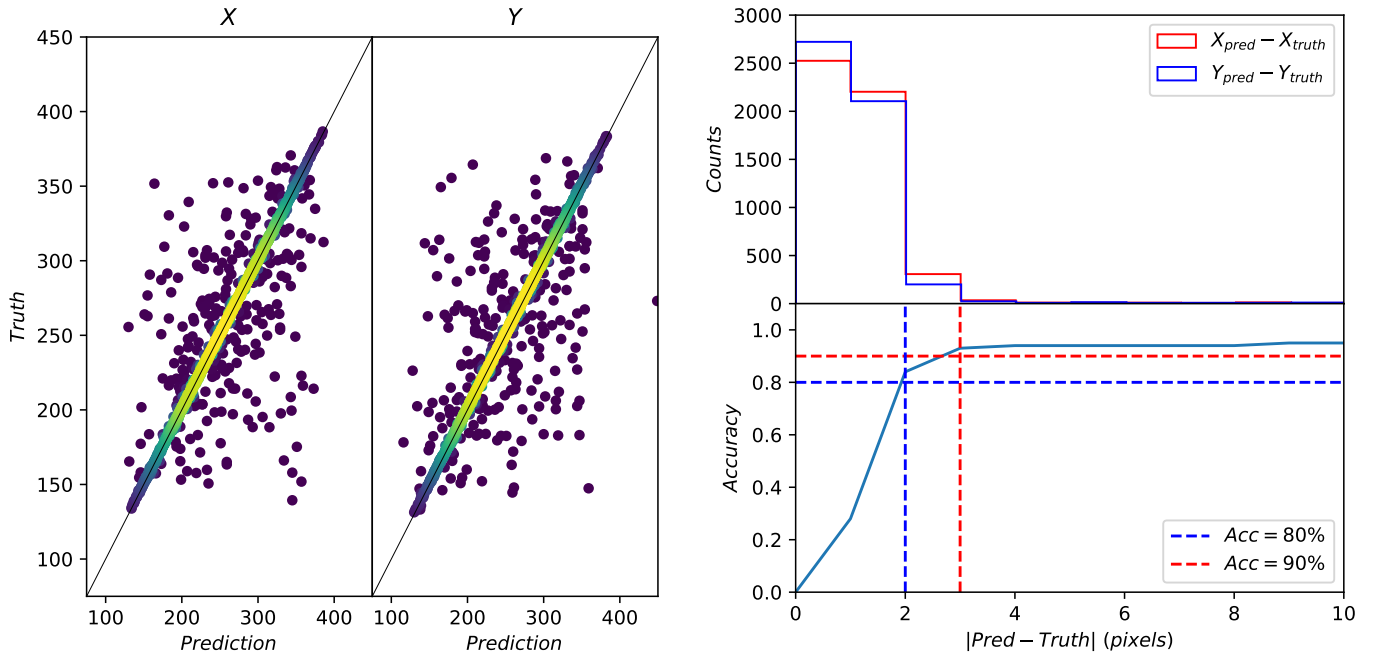 X
Y
450
400
350
300
250
200
150
100
Truth
100
200
300
400
100
200
300
400
Prediction
Prediction
3000
2500
2000
1500
1000
500
0
Counts
X_pred − X_truth
Y_pred − Y_truth
1.0
0.8
0.6
0.4
0.2
0.0
Accuracy
Acc = 80%
Acc = 90%
0
2
4
6
8
10
|Pred − Truth| (pixels)